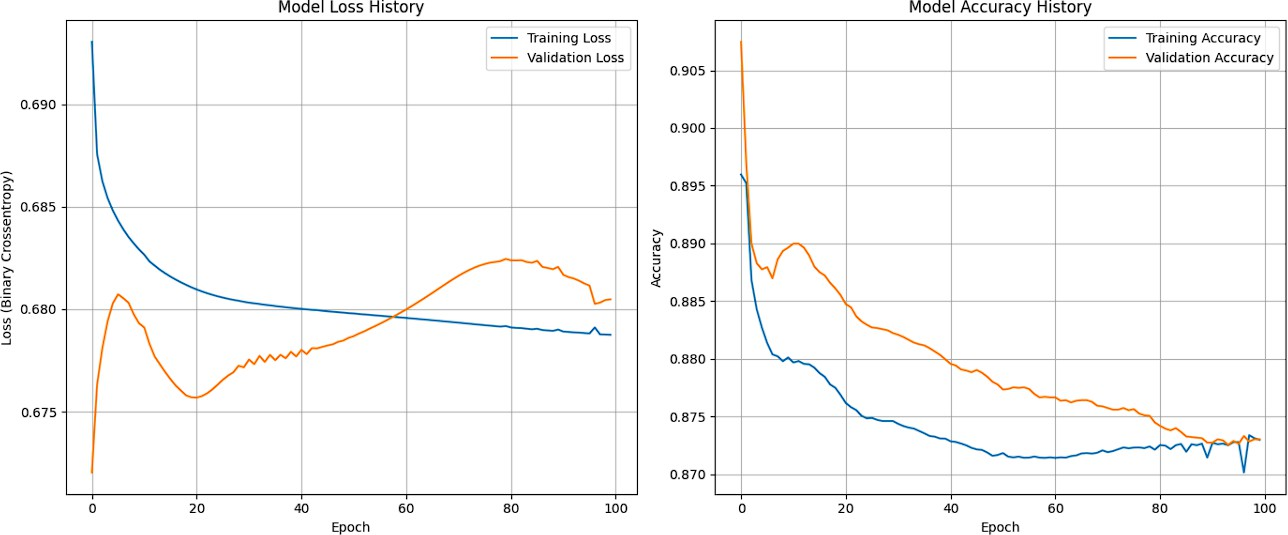 Model Loss History
Training Loss
Validation Loss
0.690
0.685
0.680
0.675
Loss (Binary Crossentropy)
0 20 40 60 80 100
Epoch
Model Accuracy History
Training Accuracy
Validation Accuracy
0.905
0.900
0.895
0.890
0.885
0.880
0.875
0.870
Accuracy
0 20 40 60 80 100
Epoch